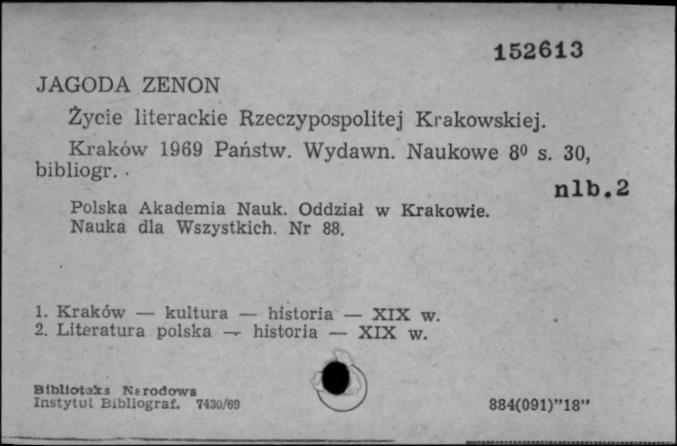 152613
JAGODA ZENON
Życie literackie Rzeczypospolitej Krakowskiej.
Kraków 1969 Państw. Wydawn. Naukowe 8⁰ s. 30,
bibliogr.
nlb.2
Polska Akademia Nauk. Oddział w Krakowie.
Nauka dla Wszystkich. Nr 88.
1. Kraków — kultura — historia — XIX w.
2. Literatura polska — historia — XIX w.
Biblioteka Narodowa
Instytut Bibliograf. 7430/69
884(091)"18"